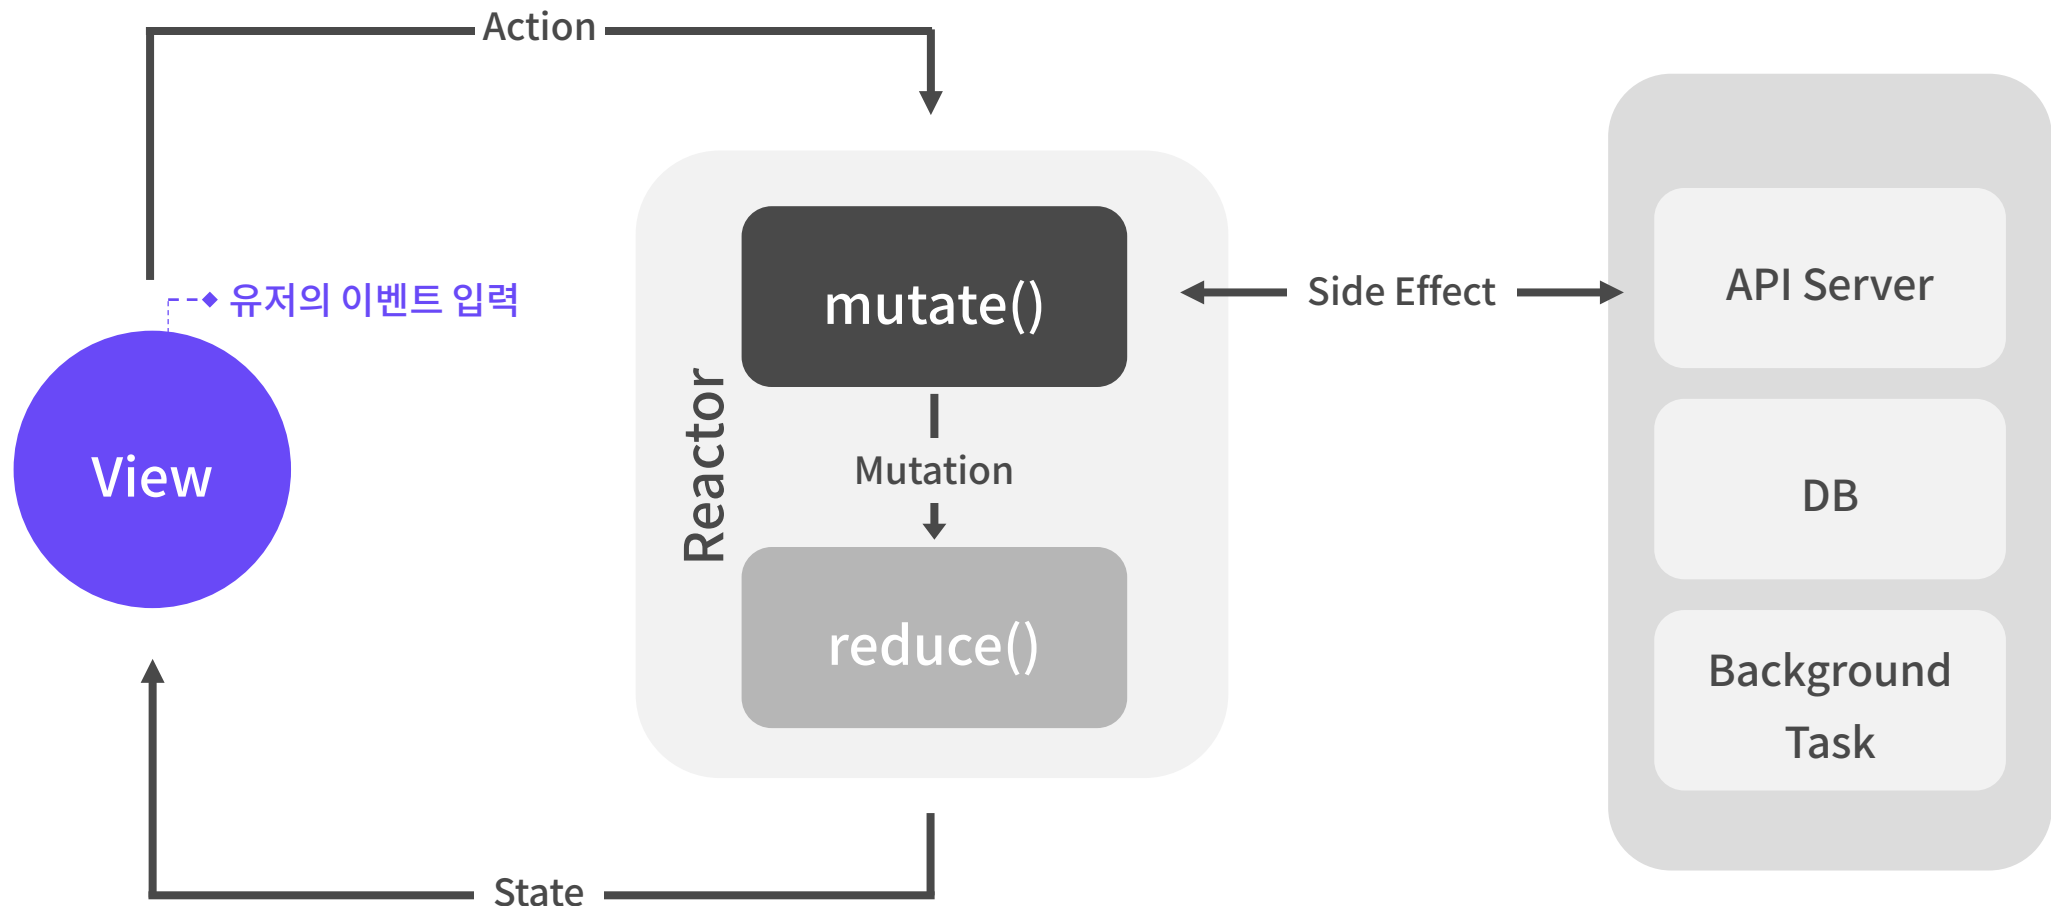 Action
유저의 이벤트 입력
View
Reactor
mutate()
Mutation
reduce()
Side Effect
API Server
DB
Background
Task
State